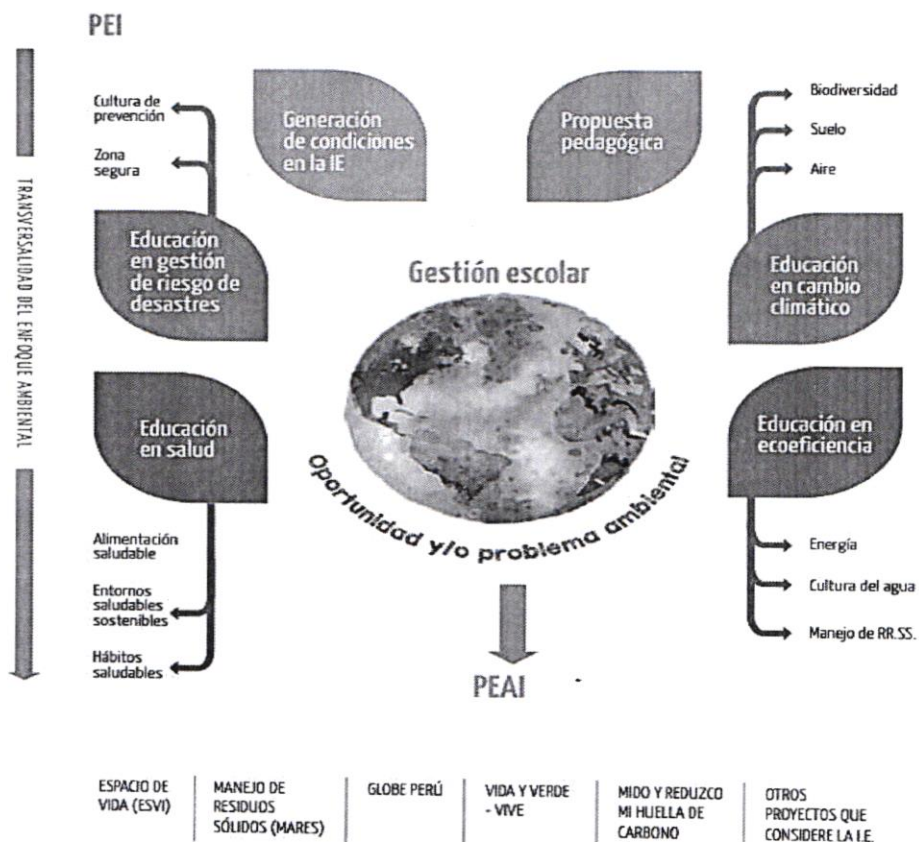 PEI
TRANSVERSALIDAD DEL ENFOQUE AMBIENTAL
Cultura de
prevención
Zona
segura
Generación
de condiciones
en la IE
Propuesta
pedagógica
Biodiversidad
Suelo
Aire
Educación
en gestión
de riesgo de
desastres
Gestión escolar
Educación
en cambio
climático
Educación
en salud
Educación en
ecoeficiencia
Oportunidad y/o problema ambiental
Alimentación
saludable
Entornos
saludables
sostenibles
Hábitos
saludables
Energía
Cultura del agua
Manejo de RR.SS.
PEAI
ESPACIO DE
VIDA (ESVI)
MANEJO DE
RESIDUOS
SÓLIDOS (MARES)
GLOBE PERÚ
VIDA Y VERDE
- VIVE
MIDO Y REDUZCO
MI HUELLA DE
CARBONO
OTROS
PROYECTOS QUE
CONSIDERE LA I.E.